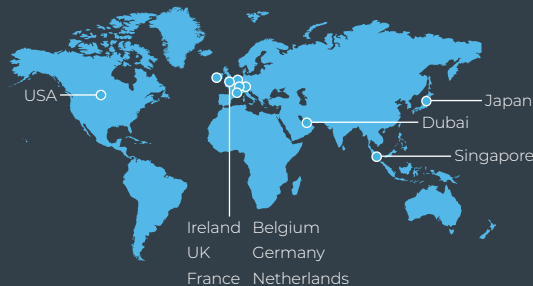 USA
Japan
Dubai
Singapore
Ireland Belgium
UK Germany
France Netherlands